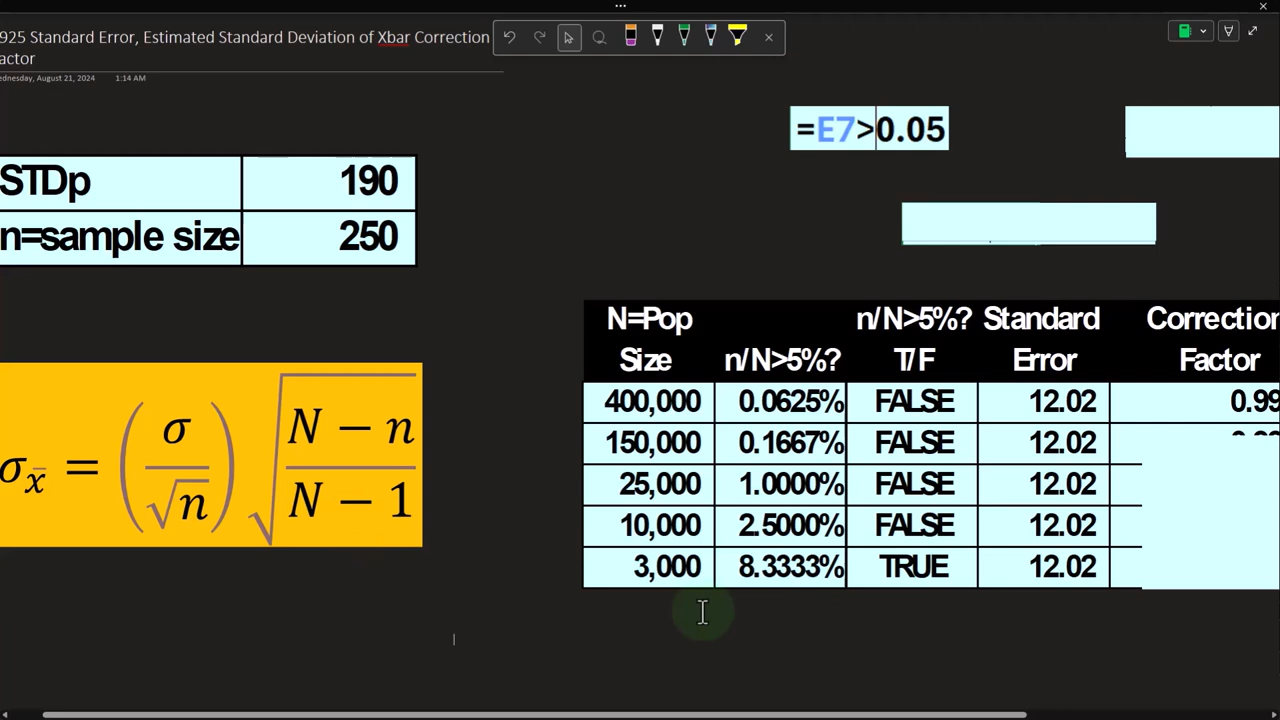 925 Standard Error, Estimated Standard Deviation of Xbar Correction
actor
ednesday, August 21, 2024 1:14 AM
=E7>0.05
STDp 190
n=sample size 250
σx̄ = (σ/√n) √((N − n)/(N − 1))
N=Pop Size n/N>5%? n/N>5%? T/F Standard Error Correction Factor
400,000 0.0625% FALSE 12.02 0.99
150,000 0.1667% FALSE 12.02
25,000 1.0000% FALSE 12.02
10,000 2.5000% FALSE 12.02
3,000 8.3333% TRUE 12.02